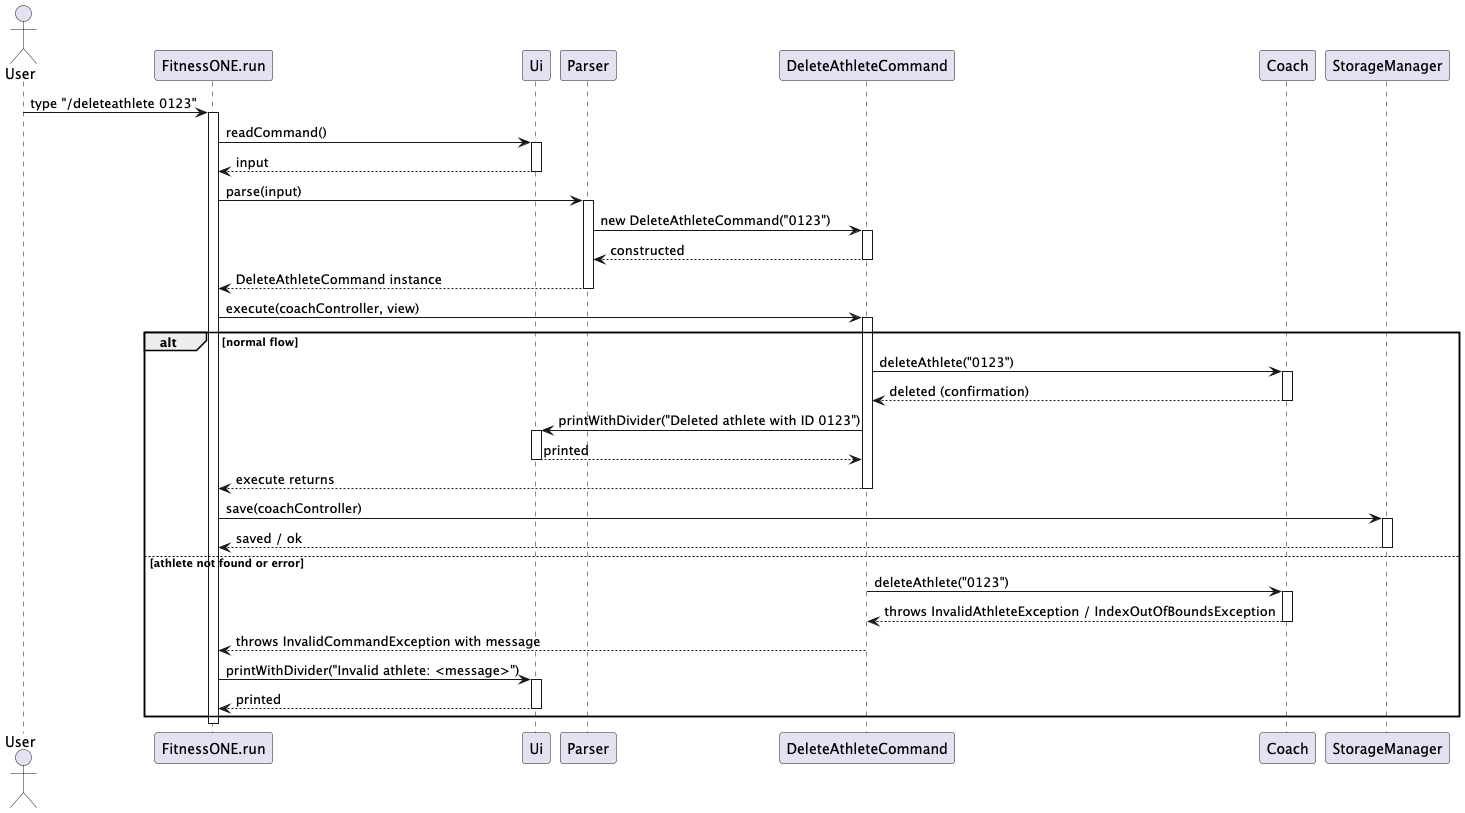 User
FitnessONE.run
Ui
Parser
DeleteAthleteCommand
Coach
StorageManager
type "/deleteathlete 0123"
readCommand()
input
parse(input)
new DeleteAthleteCommand("0123")
constructed
DeleteAthleteCommand instance
execute(coachController, view)
alt
[normal flow]
deleteAthlete("0123")
deleted (confirmation)
printWithDivider("Deleted athlete with ID 0123")
printed
execute returns
save(coachController)
saved / ok
[athlete not found or error]
deleteAthlete("0123")
throws InvalidAthleteException / IndexOutOfBoundsException
throws InvalidCommandException with message
printWithDivider("Invalid athlete: <message>")
printed
User
FitnessONE.run
Ui
Parser
DeleteAthleteCommand
Coach
StorageManager